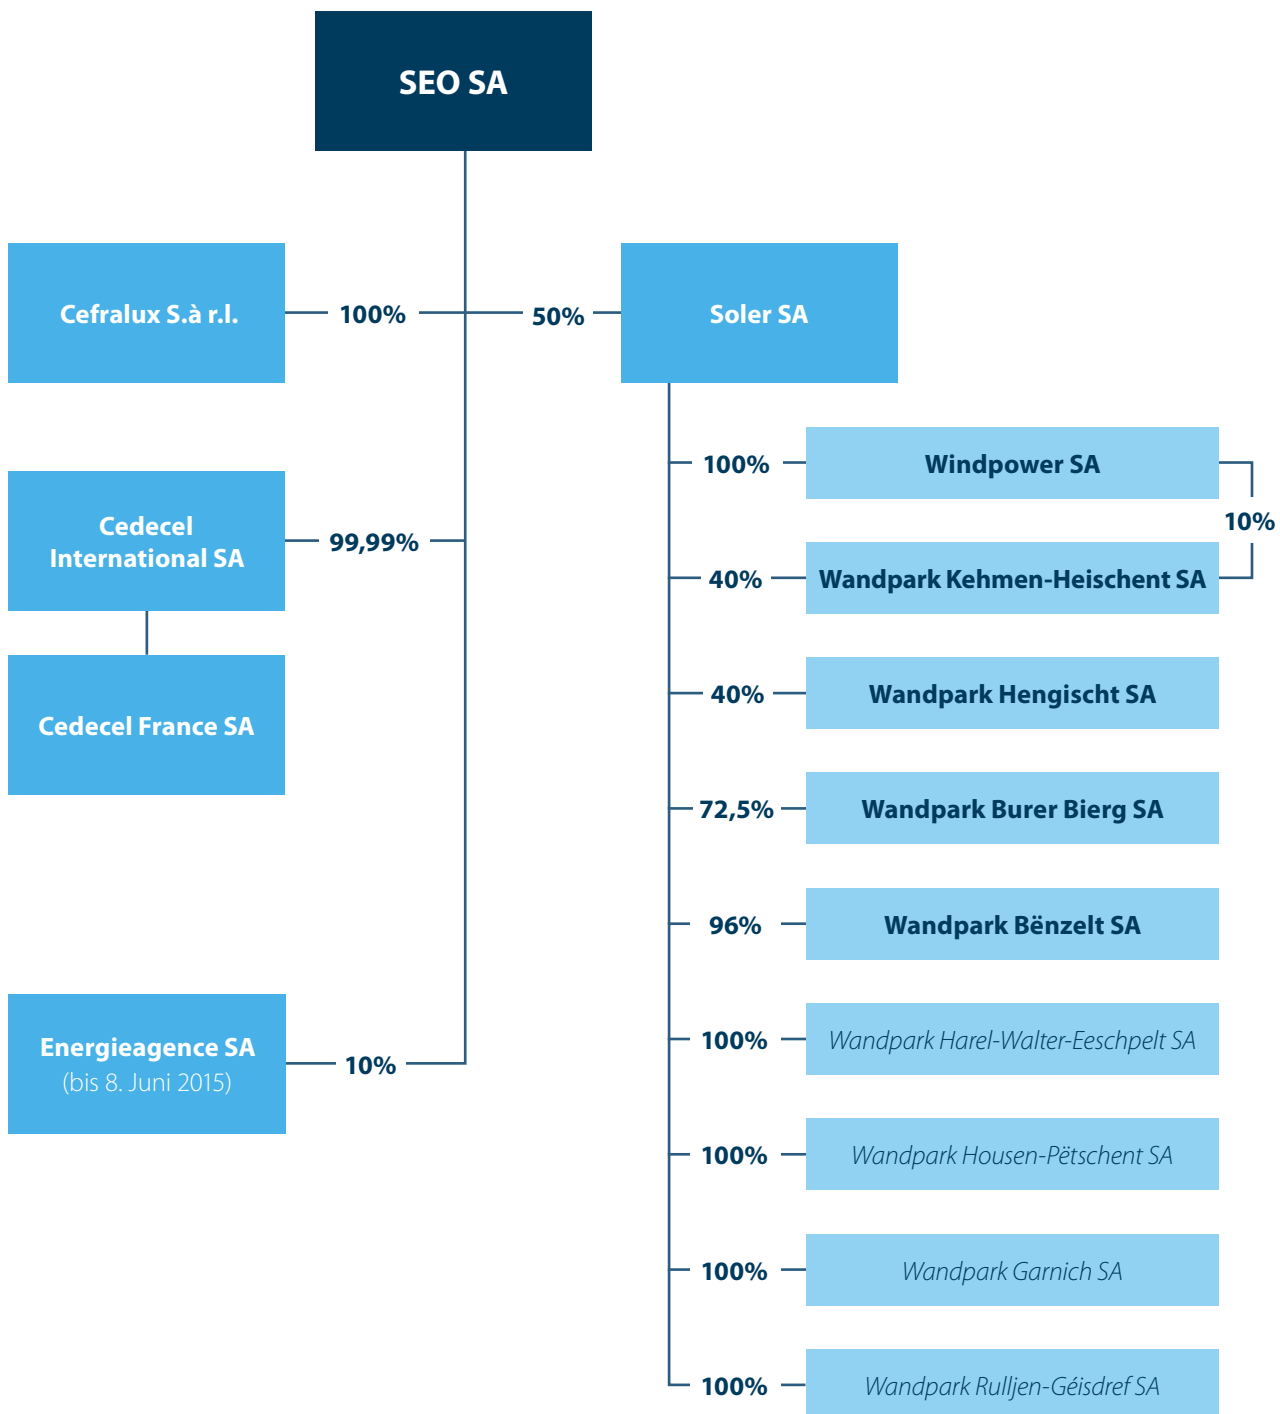 SEO SA
Cefralux S.à r.l.
100%
50%
Soler SA
Cedecel
International SA
99,99%
Cedecel France SA
Energieagence SA
(bis 8. Juni 2015)
10%
100%
Windpower SA
10%
40%
Wandpark Kehmen-Heischent SA
40%
Wandpark Hengischt SA
72,5%
Wandpark Burer Bierg SA
96%
Wandpark Bënzelt SA
100%
Wandpark Harel-Walter-Eeschpelt SA
100%
Wandpark Housen-Pëtschent SA
100%
Wandpark Garnich SA
100%
Wandpark Rulljen-Géisdref SA